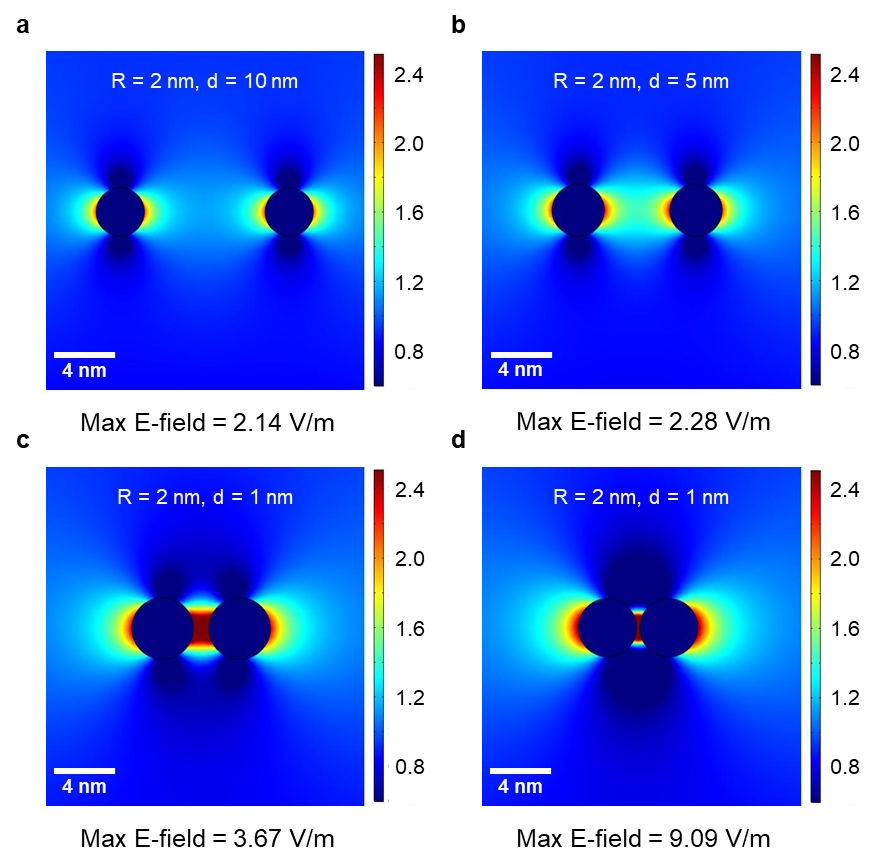 a
b
R = 2 nm, d = 10 nm
2.4
2.0
1.6
1.2
0.8
4 nm
R = 2 nm, d = 5 nm
2.4
2.0
1.6
1.2
0.8
4 nm
Max E-field = 2.14 V/m
Max E-field = 2.28 V/m
c
d
R = 2 nm, d = 1 nm
2.4
2.0
1.6
1.2
0.8
4 nm
R = 2 nm, d = 1 nm
2.4
2.0
1.6
1.2
0.8
4 nm
Max E-field = 3.67 V/m
Max E-field = 9.09 V/m